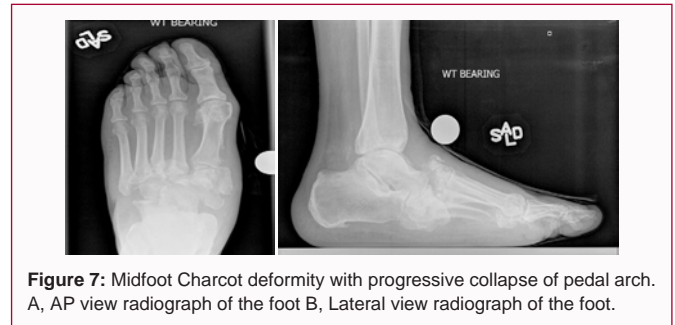 WT BEARING
WT BEARING
Figure 7: Midfoot Charcot deformity with progressive collapse of pedal arch.
A, AP view radiograph of the foot B, Lateral view radiograph of the foot.